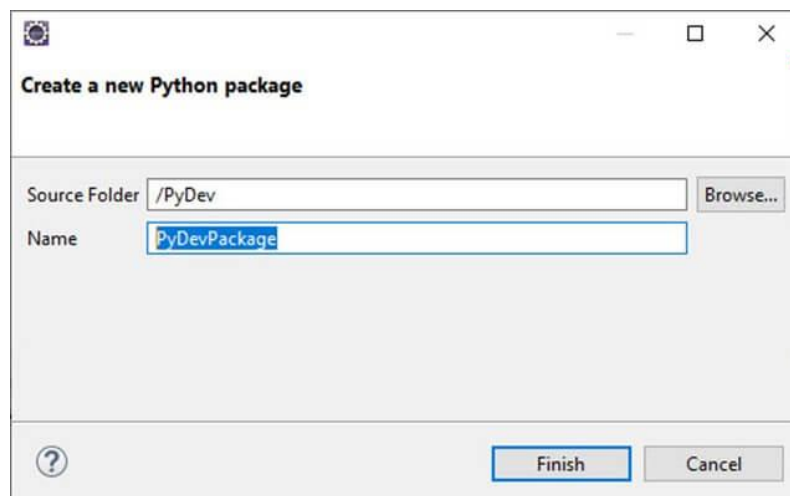 Create a new Python package
Source Folder /PyDev Browse...
Name PyDevPackage
? Finish Cancel